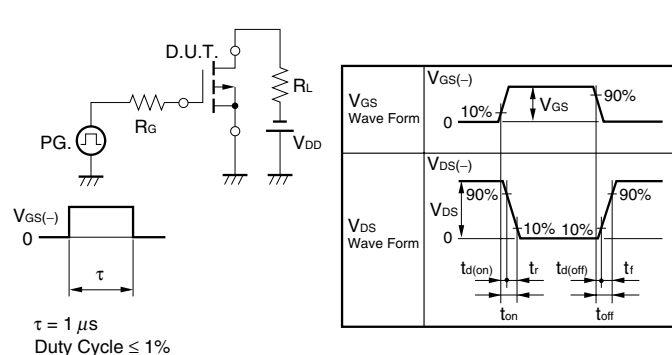 D.U.T.
RL
RG
PG.
VDD
VGS(−)
0
τ
τ = 1 μs
Duty Cycle ≤ 1%
VGS
Wave Form
VGS(−)
10%
VGS
90%
0
VDS
Wave Form
VDS(−)
90%
90%
VDS
10% 10%
0
td(on) tr td(off) tf
ton toff